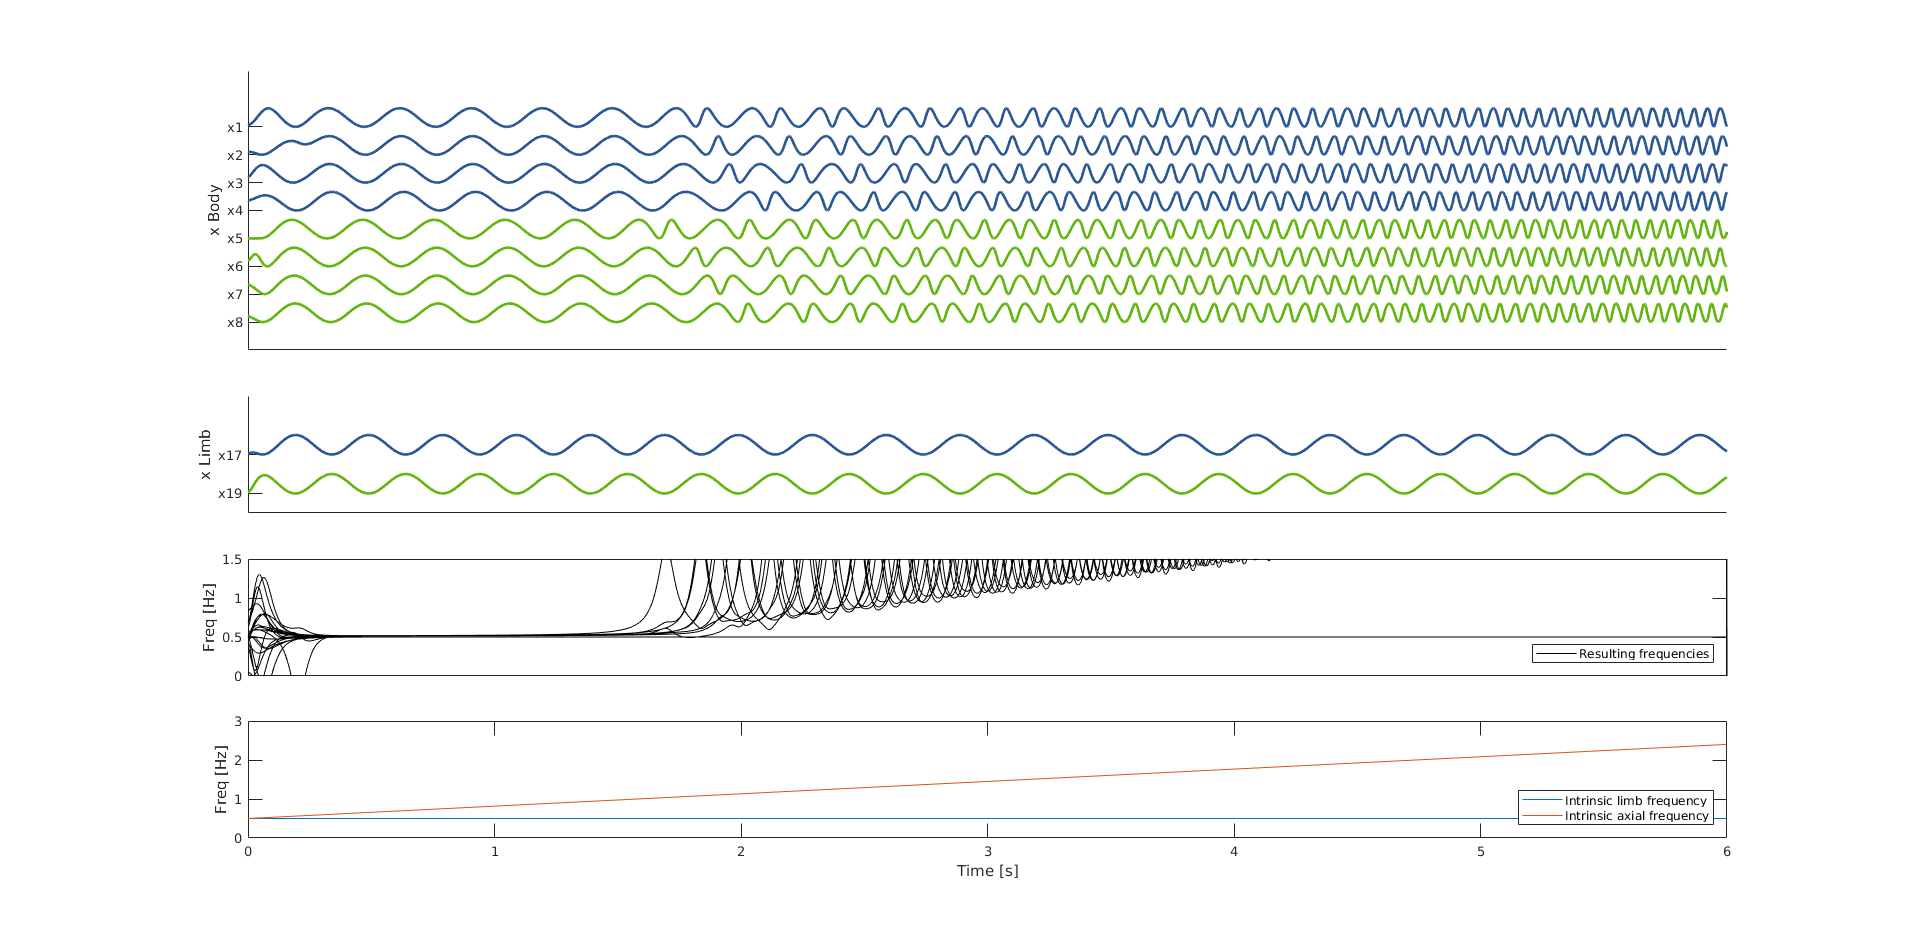 x Body
x1
x2
x3
x4
x5
x6
x7
x8
x Limb
x17
x19
Freq [Hz]
1.5
1
0.5
0
Resulting frequencies
Freq [Hz]
3
2
1
0
Intrinsic limb frequency
Intrinsic axial frequency
0 1 2 3 4 5 6
Time [s]